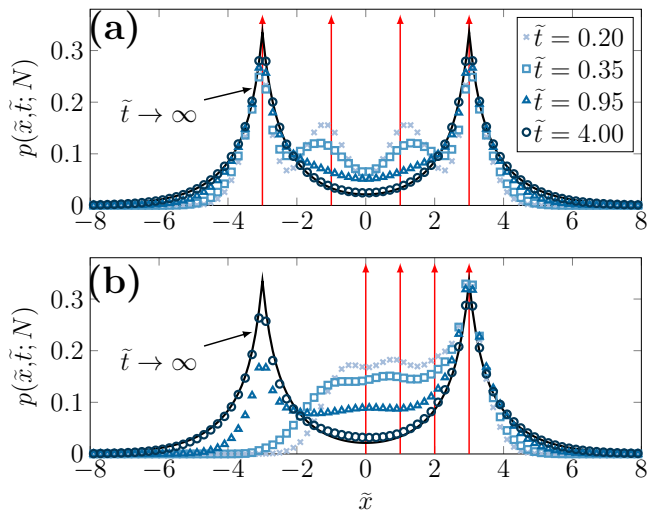 (a)
0.3
0.2
0.1
0
p(x̃,t̃; N)
t̃ → ∞
t̃ = 0.20
t̃ = 0.35
t̃ = 0.95
t̃ = 4.00
−8 −6 −4 −2 0 2 4 6 8
(b)
0.3
0.2
0.1
0
p(x̃,t̃; N)
t̃ → ∞
−8 −6 −4 −2 0 2 4 6 8
x̃